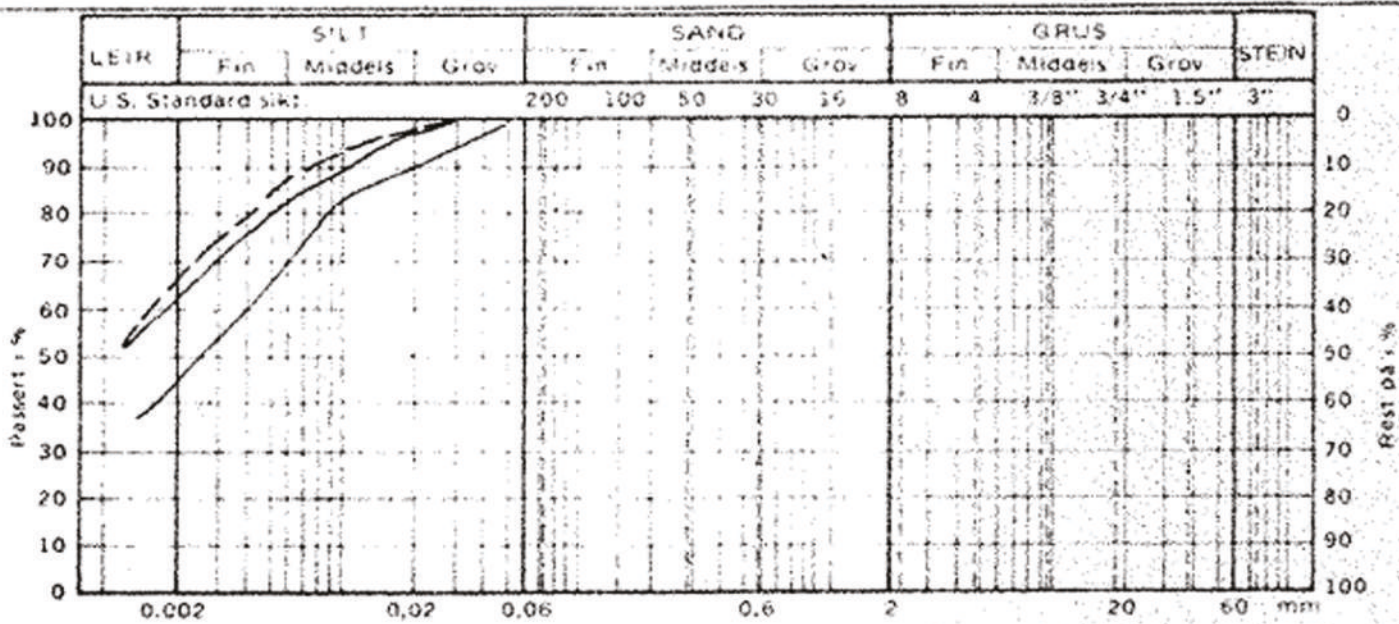 SILT SAND GRUS
LEIR Fin Middels Grov Fin Middels Grov Fin Middels Grov STEIN
U.S. Standard sikt. 200 100 50 30 16 8 4 3/8" 3/4" 1.5" 3"
100 0
90 10
80 20
70 30
60 40
50 50
40 60
30 70
20 80
10 90
0 100
Passert i %
Rest på i %
0.002 0,02 0,06 0.6 2 20 60 mm